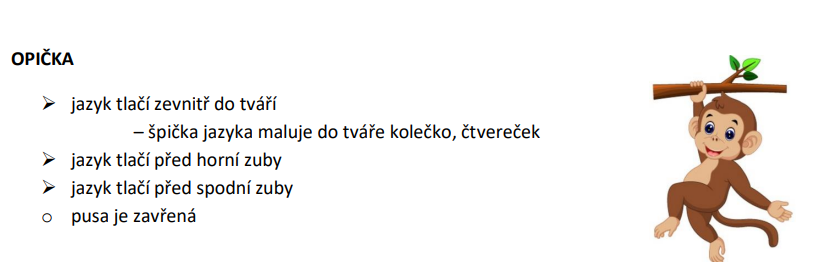 OPIČKA
➢ jazyk tlačí zevnitř do tváří
– špička jazyka maluje do tváře kolečko, čtvereček
➢ jazyk tlačí před horní zuby
➢ jazyk tlačí před spodní zuby
o pusa je zavřená